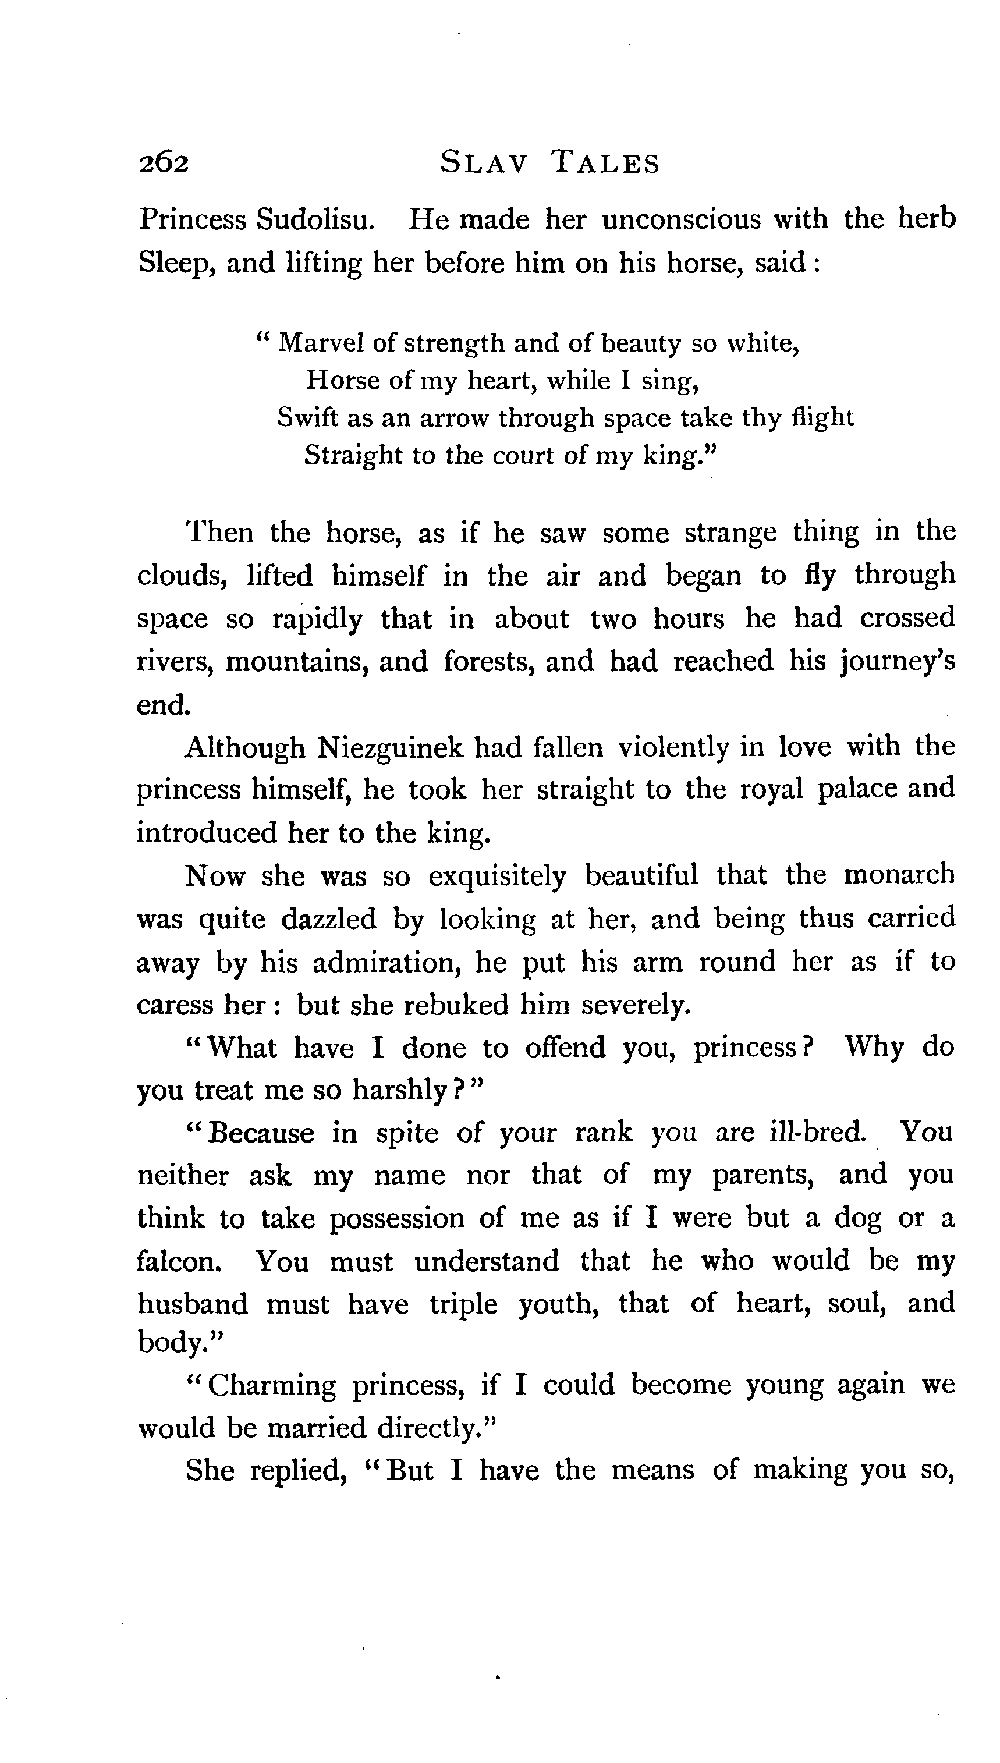 262 SLAV TALES
Princess Sudolisu. He made her unconscious with the herb
Sleep, and lifting her before him on his horse, said :
“ Marvel of strength and of beauty so white,
Horse of my heart, while I sing,
Swift as an arrow through space take thy flight
Straight to the court of my king.”
Then the horse, as if he saw some strange thing in the
clouds, lifted himself in the air and began to fly through
space so rapidly that in about two hours he had crossed
rivers, mountains, and forests, and had reached his journey’s
end.
Although Niezguinek had fallen violently in love with the
princess himself, he took her straight to the royal palace and
introduced her to the king.
Now she was so exquisitely beautiful that the monarch
was quite dazzled by looking at her, and being thus carried
away by his admiration, he put his arm round her as if to
caress her : but she rebuked him severely.
“ What have I done to offend you, princess ? Why do
you treat me so harshly ? ”
“ Because in spite of your rank you are ill-bred. You
neither ask my name nor that of my parents, and you
think to take possession of me as if I were but a dog or a
falcon. You must understand that he who would be my
husband must have triple youth, that of heart, soul, and
body.”
“ Charming princess, if I could become young again we
would be married directly.”
She replied, “ But I have the means of making you so,